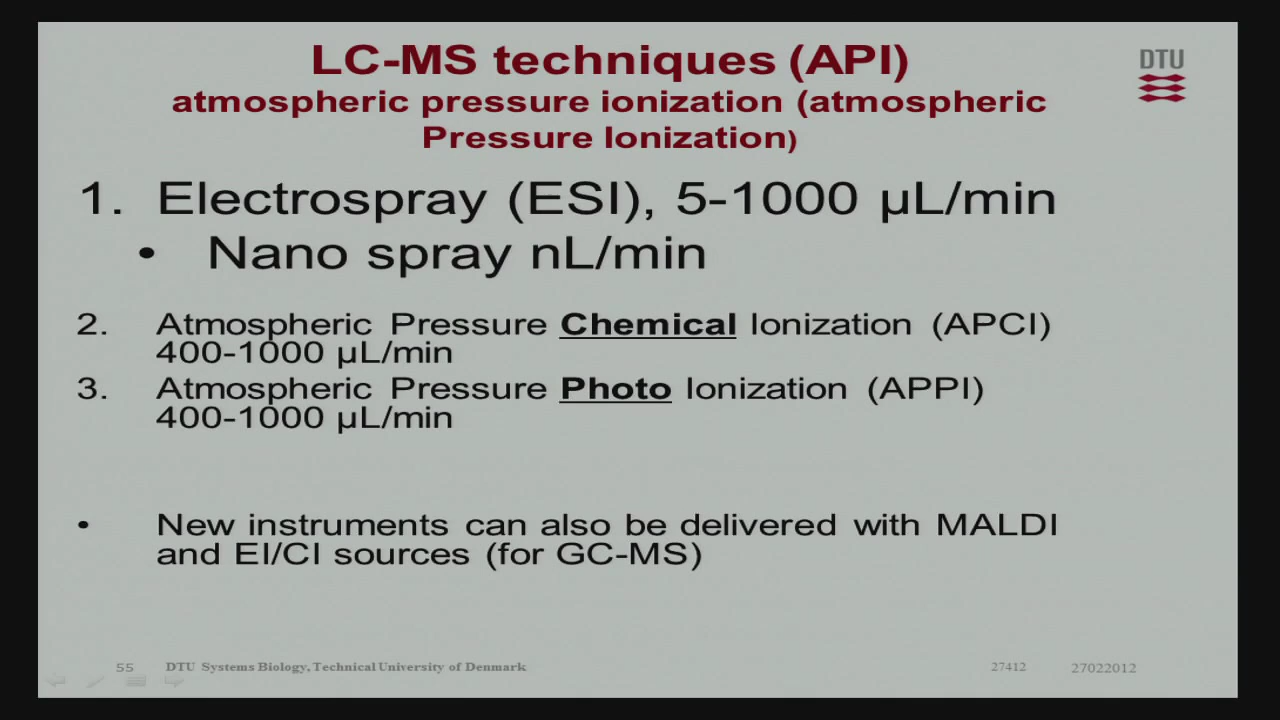 LC-MS techniques (API)
DTU
atmospheric pressure ionization (atmospheric
Pressure Ionization)
1. Electrospray (ESI), 5-1000 µL/min
• Nano spray nL/min
2. Atmospheric Pressure Chemical Ionization (APCI)
400-1000 µL/min
3. Atmospheric Pressure Photo Ionization (APPI)
400-1000 µL/min
• New instruments can also be delivered with MALDI
and EI/CI sources (for GC-MS)
55 DTU Systems Biology, Technical University of Denmark 27412 27022012